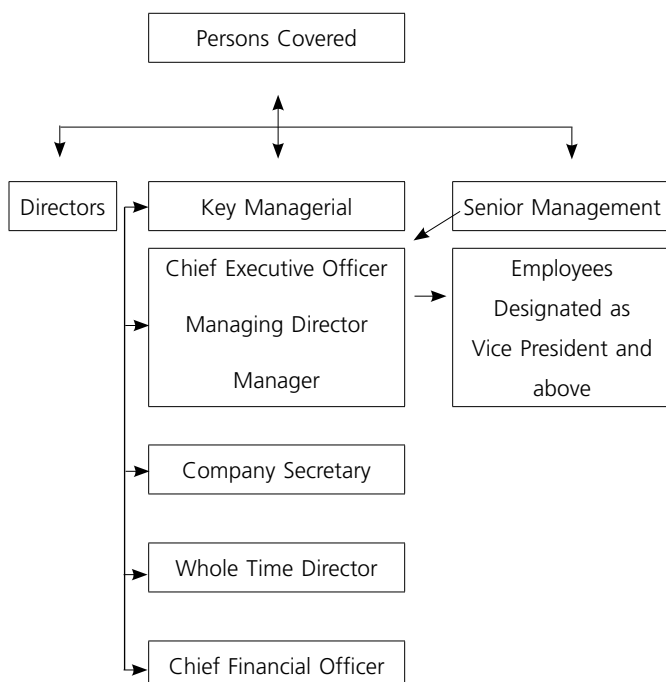 Persons Covered
Directors
Key Managerial
Senior Management
Chief Executive Officer
Managing Director
Manager
Employees
Designated as
Vice President and
above
Company Secretary
Whole Time Director
Chief Financial Officer